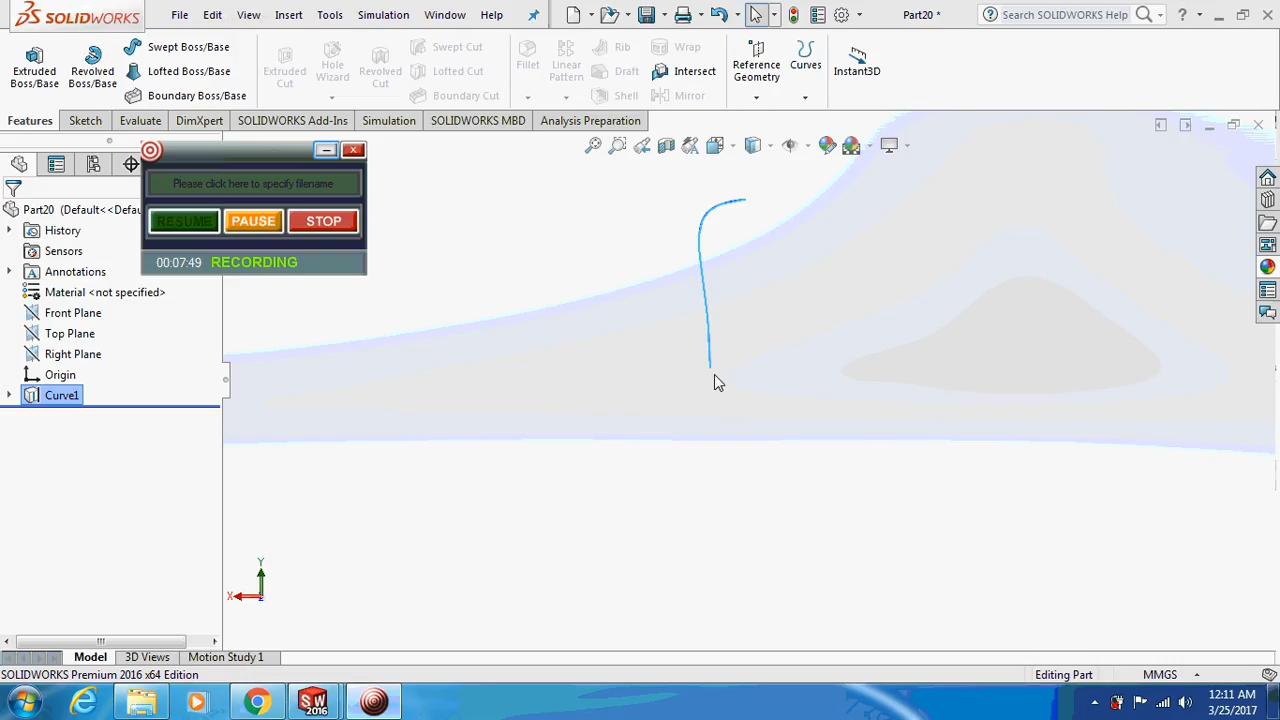 SOLIDWORKS File Edit View Insert Tools Simulation Window Help Part20 * Search SOLIDWORKS Help ?
Extruded Boss/Base
Revolved Boss/Base
Swept Boss/Base
Lofted Boss/Base
Boundary Boss/Base
Extruded Cut
Hole Wizard
Revolved Cut
Swept Cut
Lofted Cut
Boundary Cut
Fillet
Linear Pattern
Rib
Draft
Shell
Wrap
Intersect
Mirror
Reference Geometry
Curves
Instant3D
Features Sketch Evaluate DimXpert SOLIDWORKS Add-Ins Simulation SOLIDWORKS MBD Analysis Preparation
Please click here to specify filename
RESUME PAUSE STOP
00:07:49 RECORDING
Part20 (Default<<Defau
History
Sensors
Annotations
Material <not specified>
Front Plane
Top Plane
Right Plane
Origin
Curve1
Y
X
Model 3D Views Motion Study 1
SOLIDWORKS Premium 2016 x64 Edition Editing Part MMGS
SW 2016
12:11 AM
3/25/2017